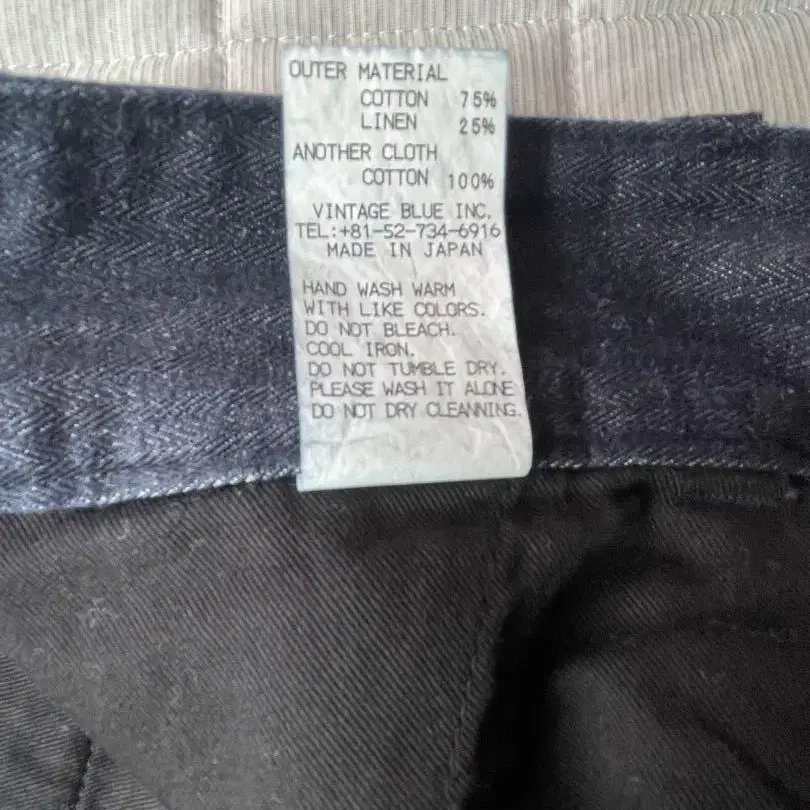 OUTER MATERIAL
COTTON 75%
LINEN 25%
ANOTHER CLOTH
COTTON 100%
VINTAGE BLUE INC.
TEL:+81-52-734-6916
MADE IN JAPAN
HAND WASH WARM
WITH LIKE COLORS.
DO NOT BLEACH.
COOL IRON.
DO NOT TUMBLE DRY.
PLEASE WASH IT ALONE
DO NOT DRY CLEANNING.